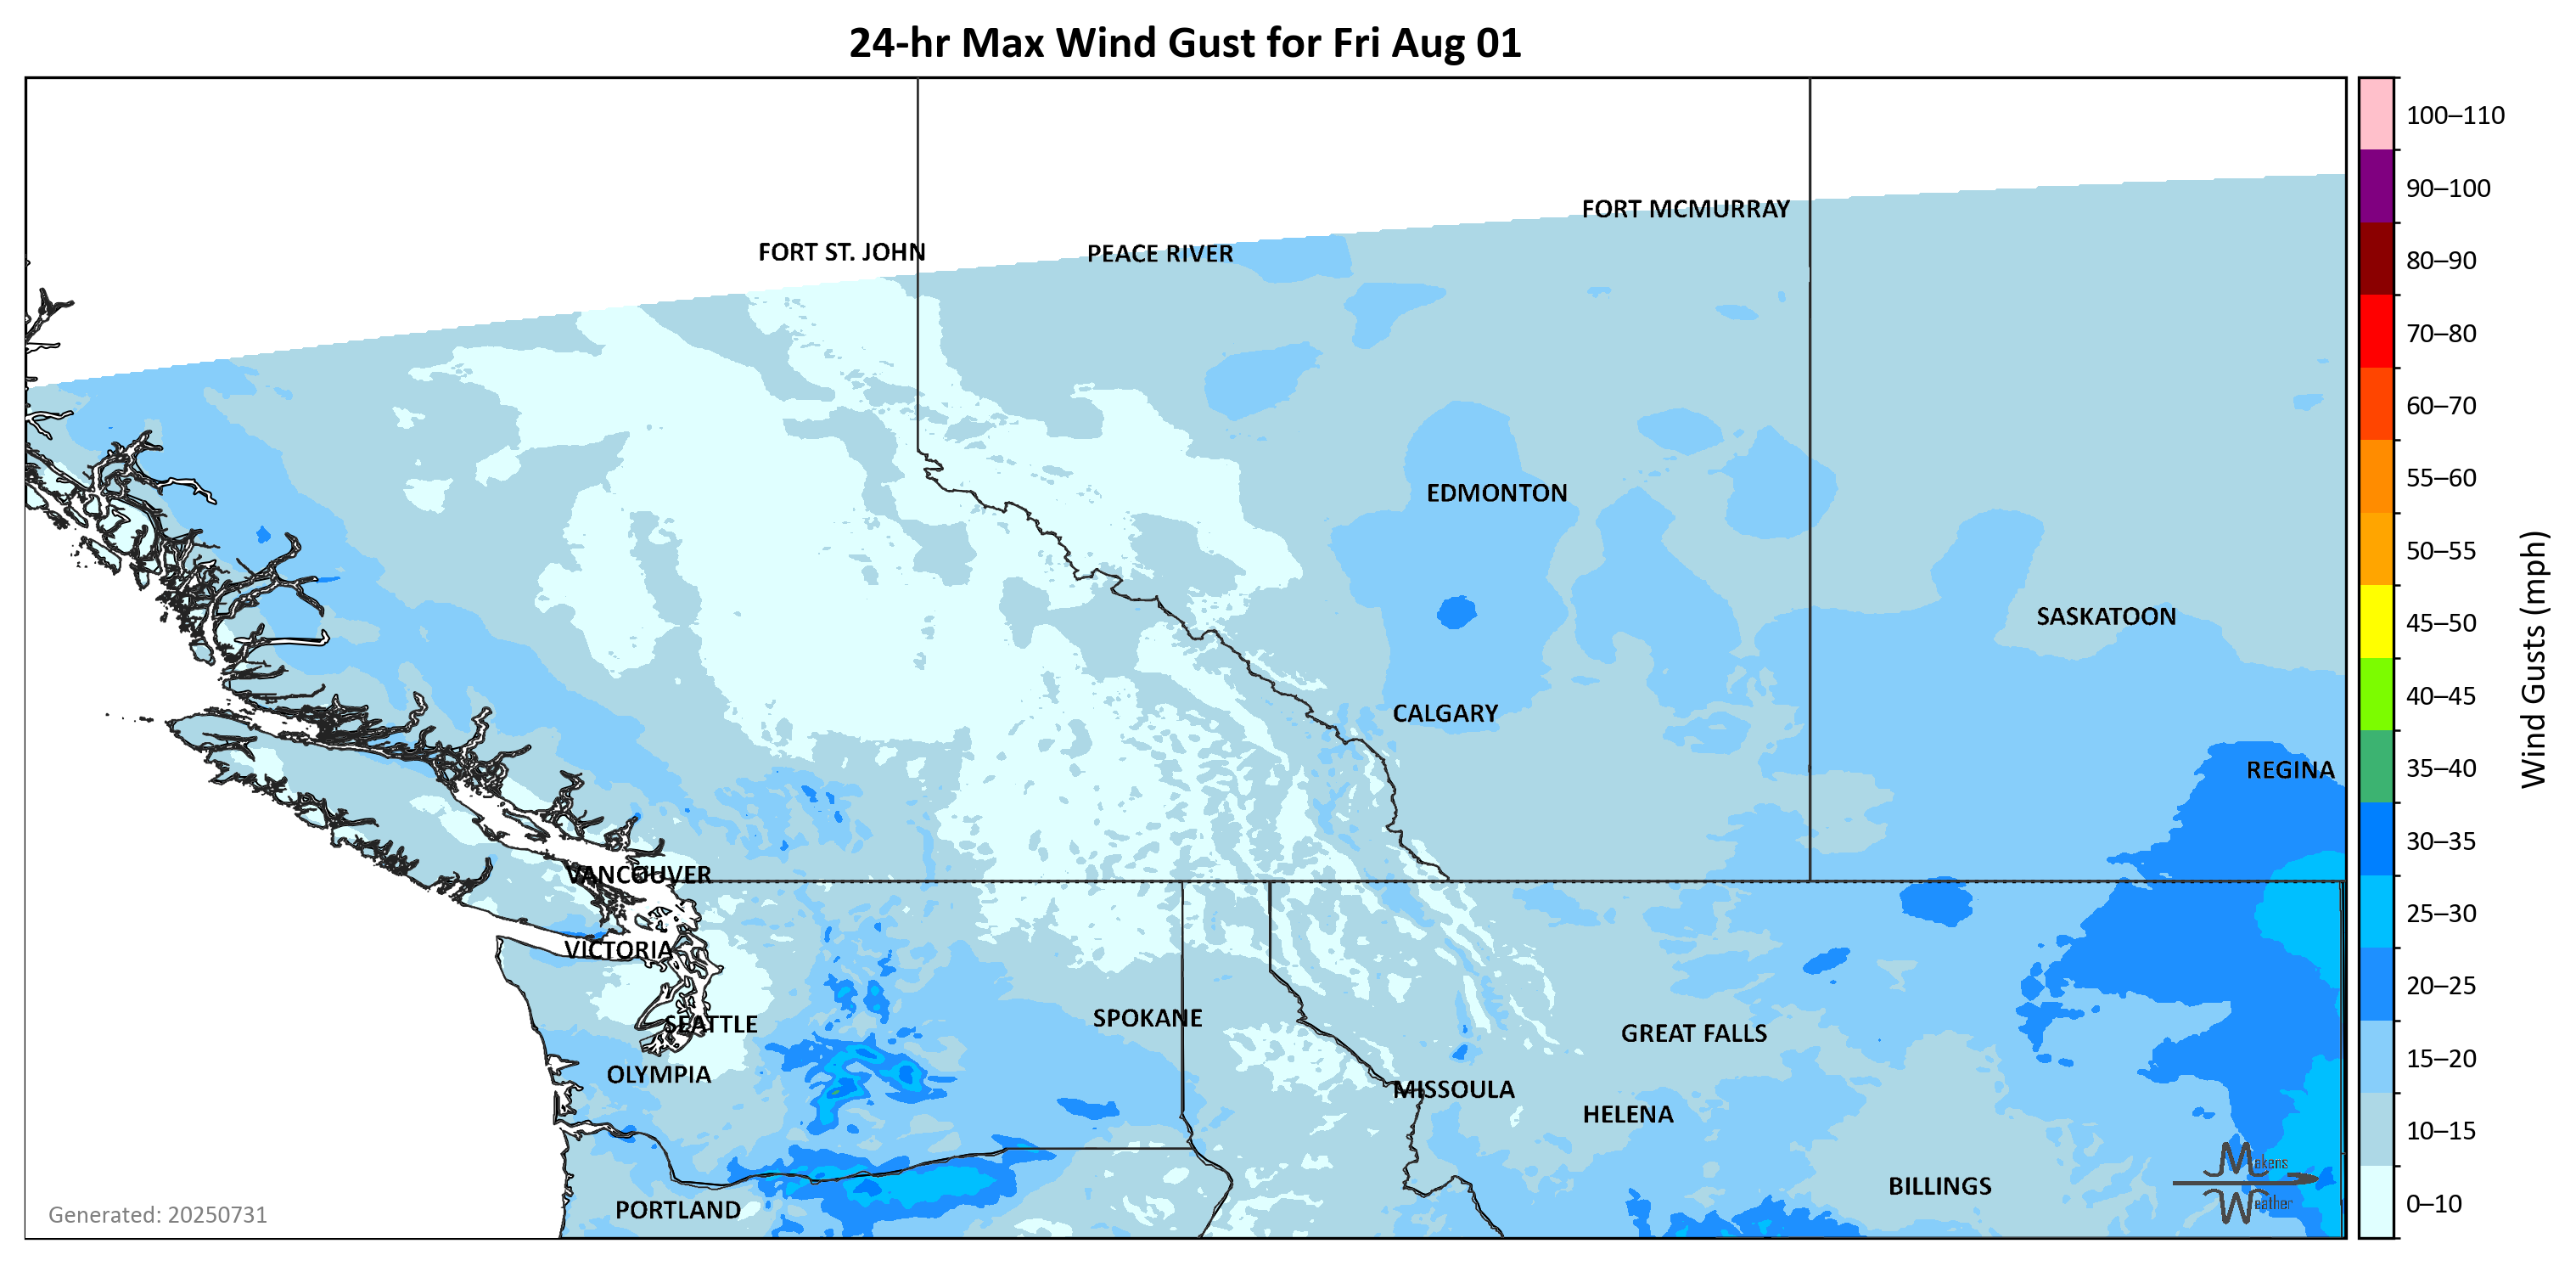 24-hr Max Wind Gust for Fri Aug 01
100–110
90–100
80–90
70–80
60–70
55–60
50–55
45–50
40–45
35–40
30–35
25–30
20–25
15–20
10–15
0–10
Wind Gusts (mph)
FORT MCMURRAY
FORT ST. JOHN
PEACE RIVER
EDMONTON
SASKATOON
CALGARY
REGINA
VANCOUVER
VICTORIA
SEATTLE
SPOKANE
GREAT FALLS
OLYMPIA
MISSOULA
HELENA
BILLINGS
PORTLAND
Makens
Weather
Generated: 20250731